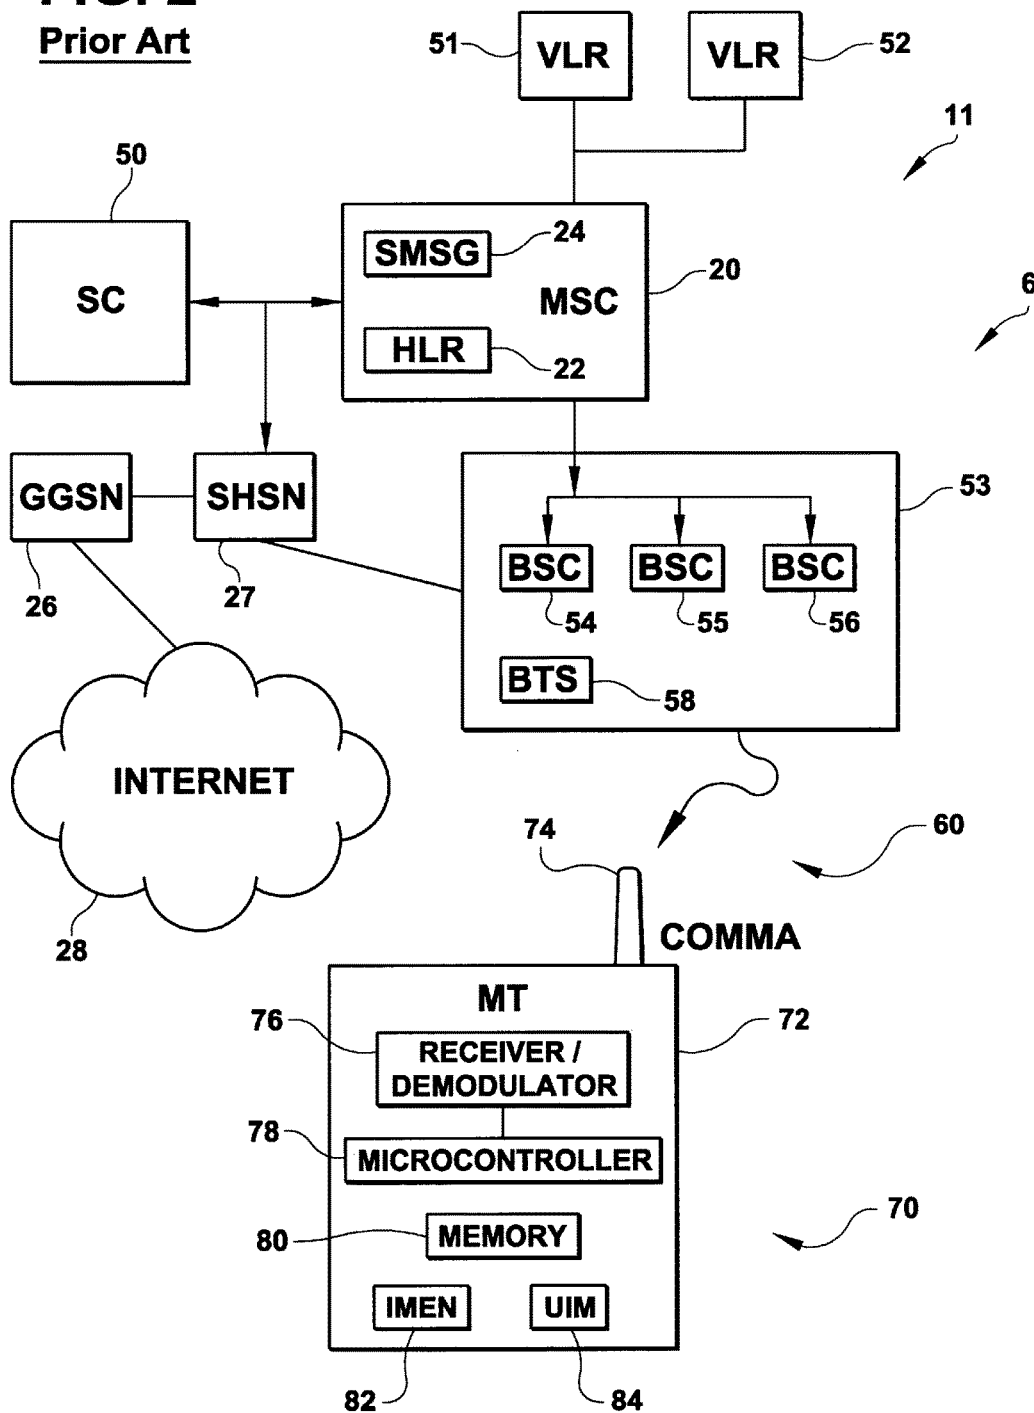 Prior Art
51
VLR
VLR
52
11
50
SC
SMSG
24
MSC
20
HLR
22
6
GGSN
SHSN
53
26
27
BSC
BSC
BSC
54
55
56
BTS
58
INTERNET
28
74
60
COMMA
MT
72
76
RECEIVER /
DEMODULATOR
78
MICROCONTROLLER
80
MEMORY
70
IMEN
UIM
82
84